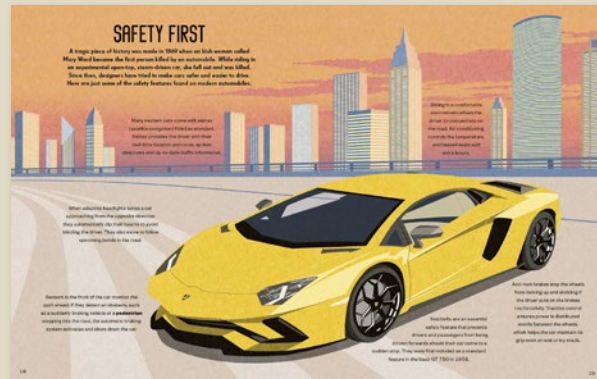 SAFETY FIRST
A tragic piece of history was made in 1869 when an Irish woman called
Mary Ward became the first person killed by an automobile. While riding in
an experimental open-top, steam-driven car, she fell out and was killed.
Since then, designers have tried to make cars safer and easier to drive.
Here are just some of the safety features found on modern automobiles.
Many modern cars come with satnav
(satellite navigation) fitted as standard.
Satnav provides the driver with their
real-time location and route, spoken
directions and up-to-date traffic information.
Sitting in a comfortable
environment allows the
driver to concentrate on
the road. Air conditioning
controls the temperature,
and heated seats add
extra luxury.
When adaptive headlights sense a car
approaching from the opposite direction,
they automatically dip their beams to avoid
blinding the driver. They also move to follow
upcoming bends in the road.
Sensors in the front of the car monitor the
path ahead. If they detect an obstacle, such
as a suddenly braking vehicle or a pedestrian
stepping into the road, the automatic braking
system activates and slows down the car.
Seat belts are an essential
safety feature that prevents
drivers and passengers from being
thrown forwards should their car come to a
sudden stop. They were first included as a standard
feature in the Saab GT 750 in 1958.
Anti-lock brakes stop the wheels
from locking up and skidding if
the driver puts on the brakes
too forcefully. Traction control
ensures power is distributed
evenly between the wheels,
which helps the car maintain its
grip even on wet or icy roads.